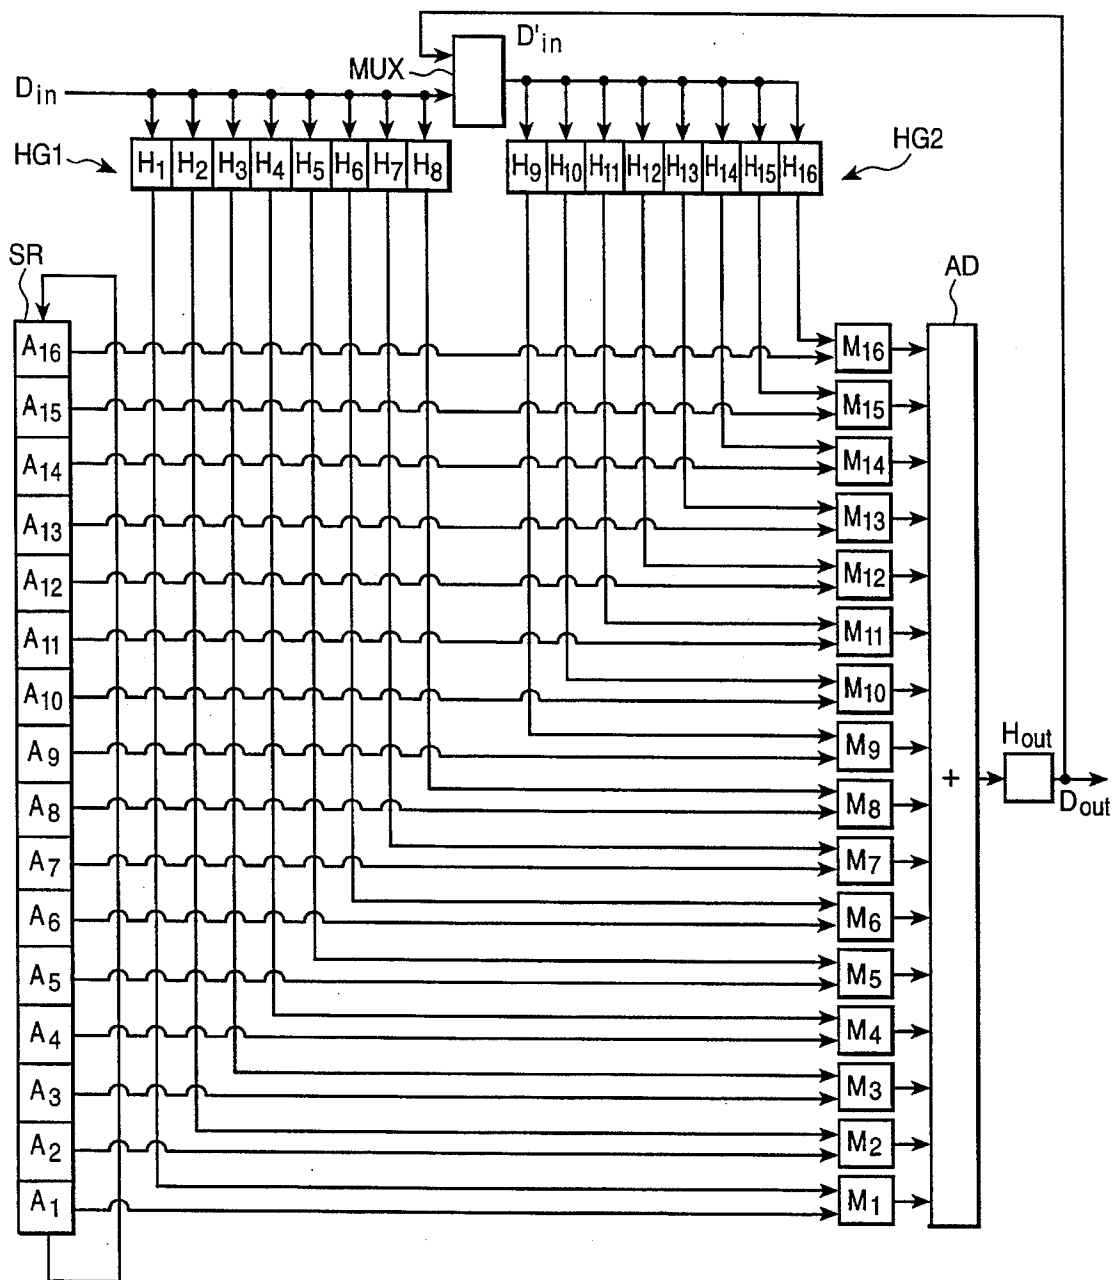 D'in
MUX
Din
HG1
H1 H2 H3 H4 H5 H6 H7 H8
H9 H10 H11 H12 H13 H14 H15 H16
HG2
SR
AD
A16
M16
A15
M15
A14
M14
A13
M13
A12
M12
A11
M11
A10
M10
A9
M9
Hout
+
Dout
A8
M8
A7
M7
A6
M6
A5
M5
A4
M4
A3
M3
A2
M2
A1
M1